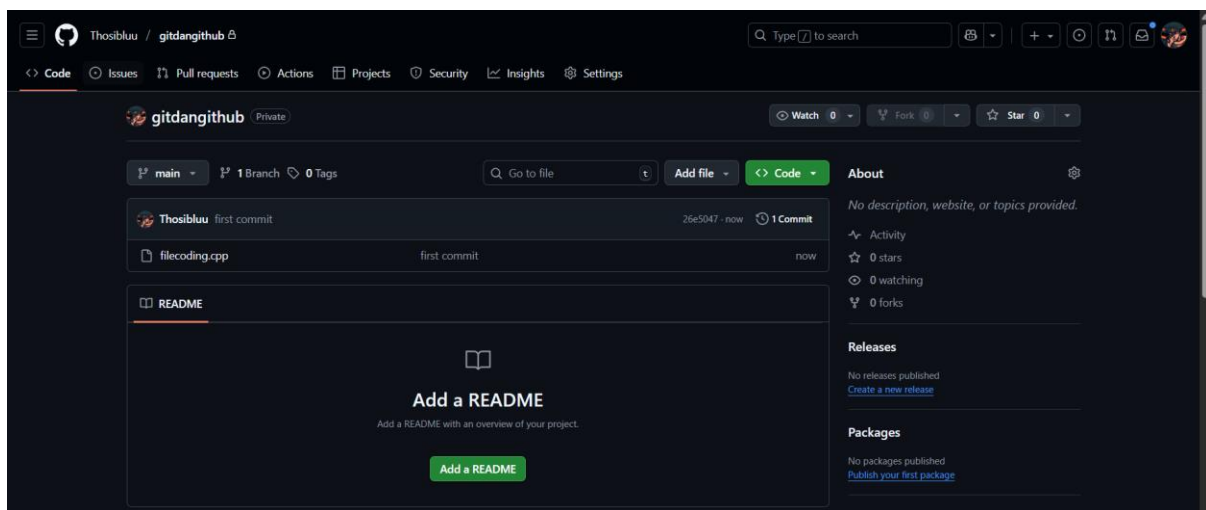 Thosibluu / gitdangithub
Type / to search
Code Issues Pull requests Actions Projects Security Insights Settings
gitdangithub Private
Watch 0 Fork 0 Star 0
main 1 Branch 0 Tags Go to file t Add file Code
Thosibluu first commit 26e5047 · now 1 Commit
filecoding.cpp first commit now
README
Add a README
Add a README with an overview of your project.
Add a README
About
No description, website, or topics provided.
Activity
0 stars
0 watching
0 forks
Releases
No releases published
Create a new release
Packages
No packages published
Publish your first package